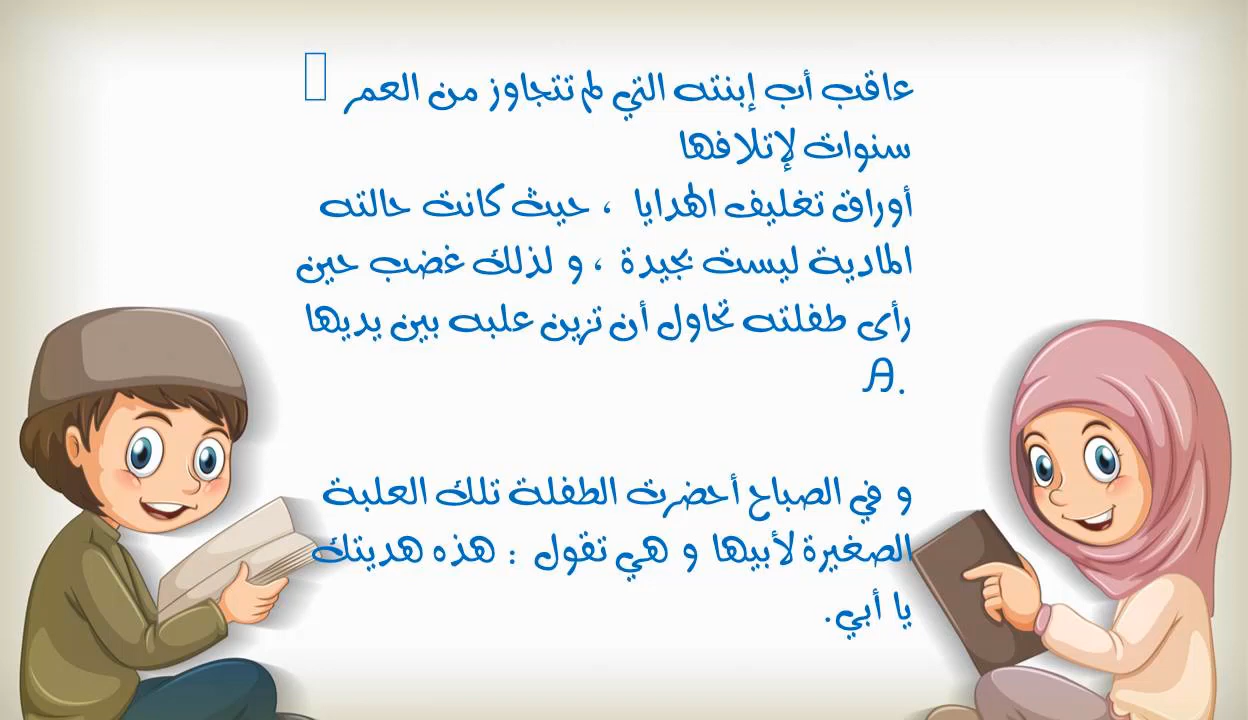 عاقب أب إبنته التي لم تتجاوز من العمر
سنوات لإتلافها
أوراق تغليف الهدايا ، حيث كانت حالته
المادية ليست بجيدة ، و لذلك غضب حين
رأى طفلته تحاول أن تزين علبه بين يديها
A.
و في الصباح أحضرت الطفلة تلك العلبة
الصغيرة لأبيها و هي تقول : هذه هديتك
يا أبي.